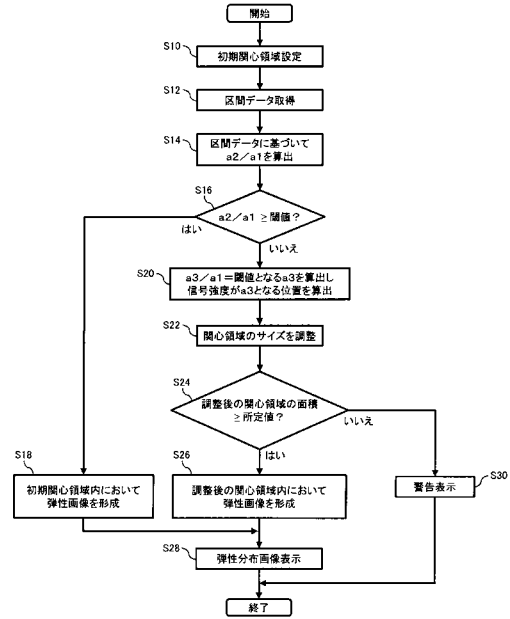 開始
S10
初期関心領域設定
S12
区間データ取得
S14
区間データに基づいて
a2/a1を算出
S16
a2/a1 ≥閾値?
はい
いいえ
S20
a3/a1=閾値となるa3を算出し
信号強度がa3となる位置を算出
S22
関心領域のサイズを調整
S24
調整後の関心領域の面積
≥所定値?
いいえ
はい
S18
初期関心領域内において
弾性画像を形成
S26
調整後の関心領域内において
弾性画像を形成
S30
警告表示
S28
弾性分布画像表示
終了